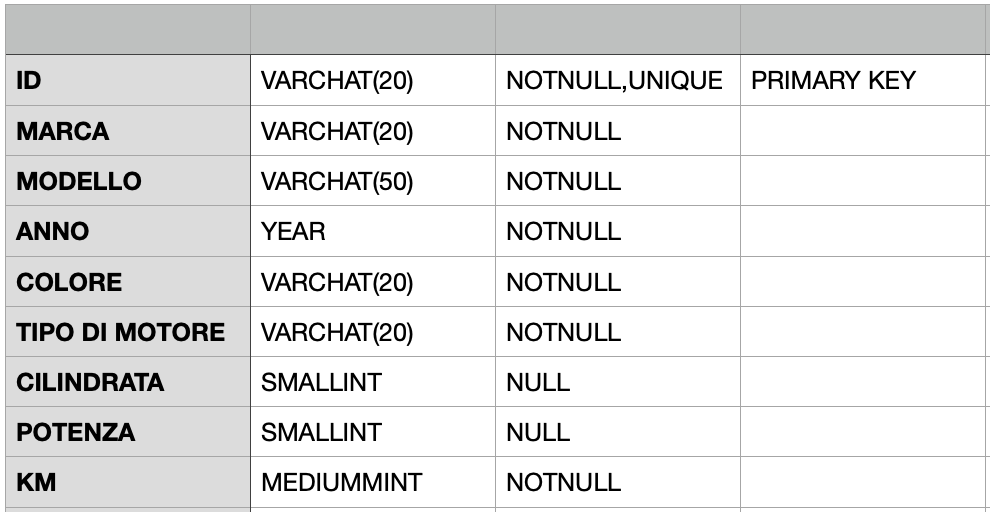 ID VARCHAT(20) NOTNULL,UNIQUE PRIMARY KEY
MARCA VARCHAT(20) NOTNULL
MODELLO VARCHAT(50) NOTNULL
ANNO YEAR NOTNULL
COLORE VARCHAT(20) NOTNULL
TIPO DI MOTORE VARCHAT(20) NOTNULL
CILINDRATA SMALLINT NULL
POTENZA SMALLINT NULL
KM MEDIUMMINT NOTNULL